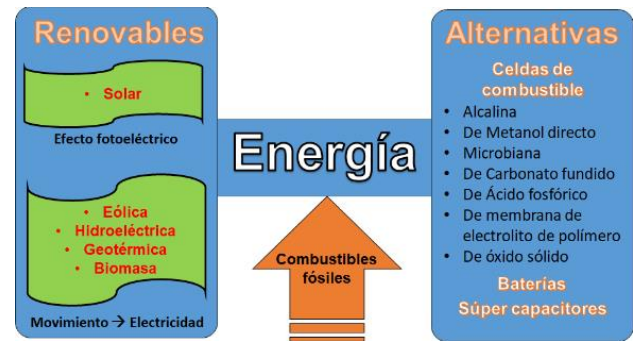 Renovables
• Solar
Efecto fotoeléctrico
• Eólica
• Hidroeléctrica
• Geotérmica
• Biomasa
Movimiento → Electricidad
Energía
Combustibles
fósiles
Alternativas
Celdas de
combustible
• Alcalina
• De Metanol directo
• Microbiana
• De Carbonato fundido
• De Ácido fosfórico
• De membrana de
electrolito de polímero
• De óxido sólido
Baterías
Súper capacitores